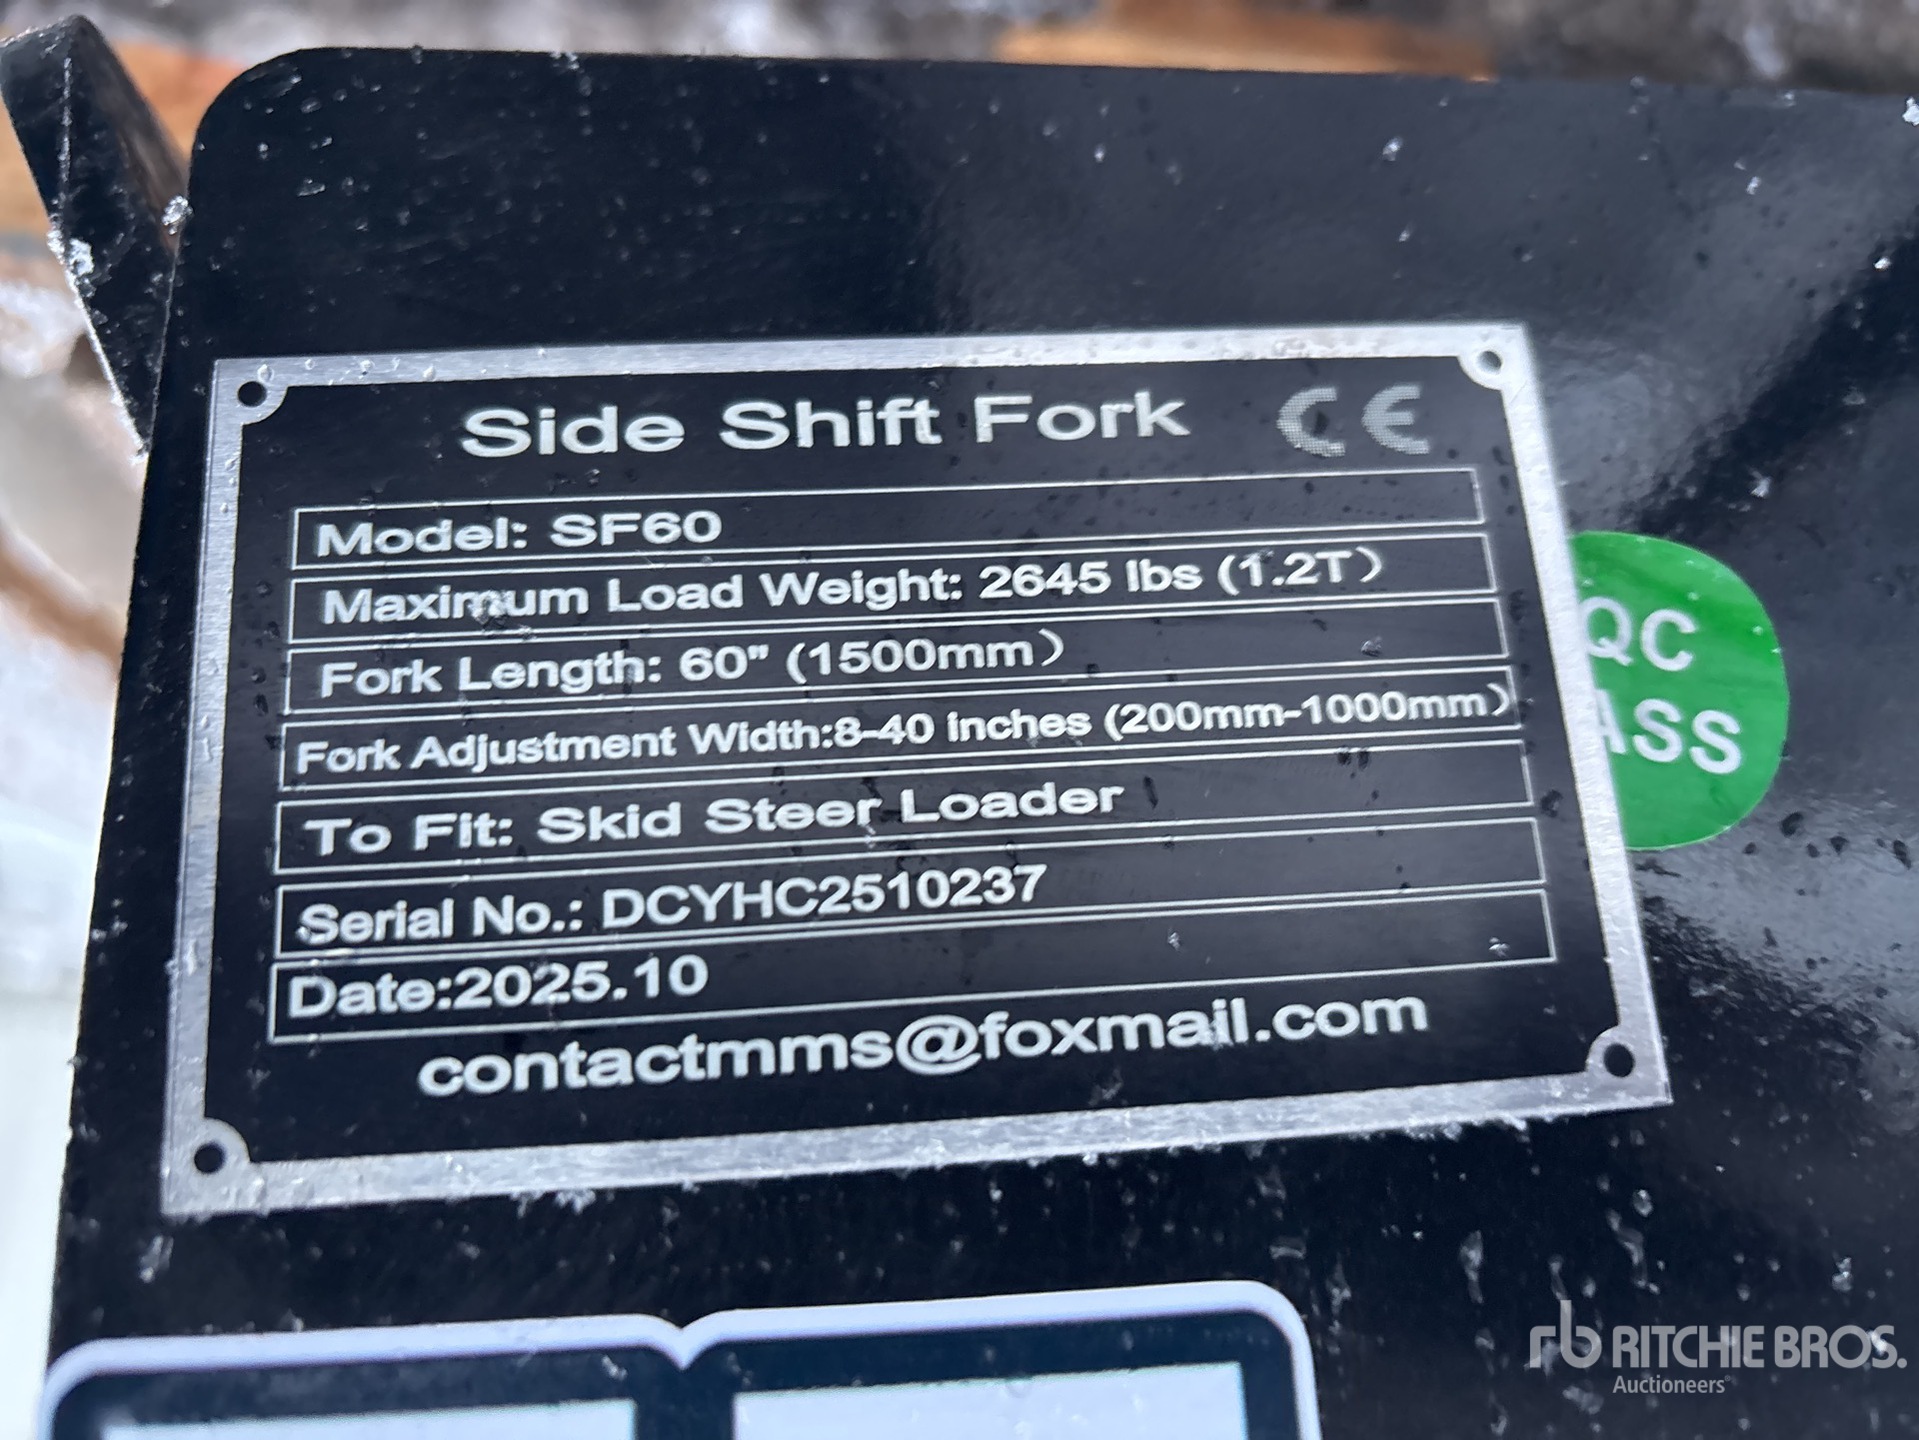 Side Shift Fork CE
Model: SF60
Maximum Load Weight: 2645 lbs (1.2T)
Fork Length: 60" (1500mm)
Fork Adjustment Width:8-40 inches (200mm-1000mm)
To Fit: Skid Steer Loader
Serial No.: DCYHC2510237
Date:2025.10
contactmms@foxmail.com
QC
ASS
rb RITCHIE BROS.
Auctioneers